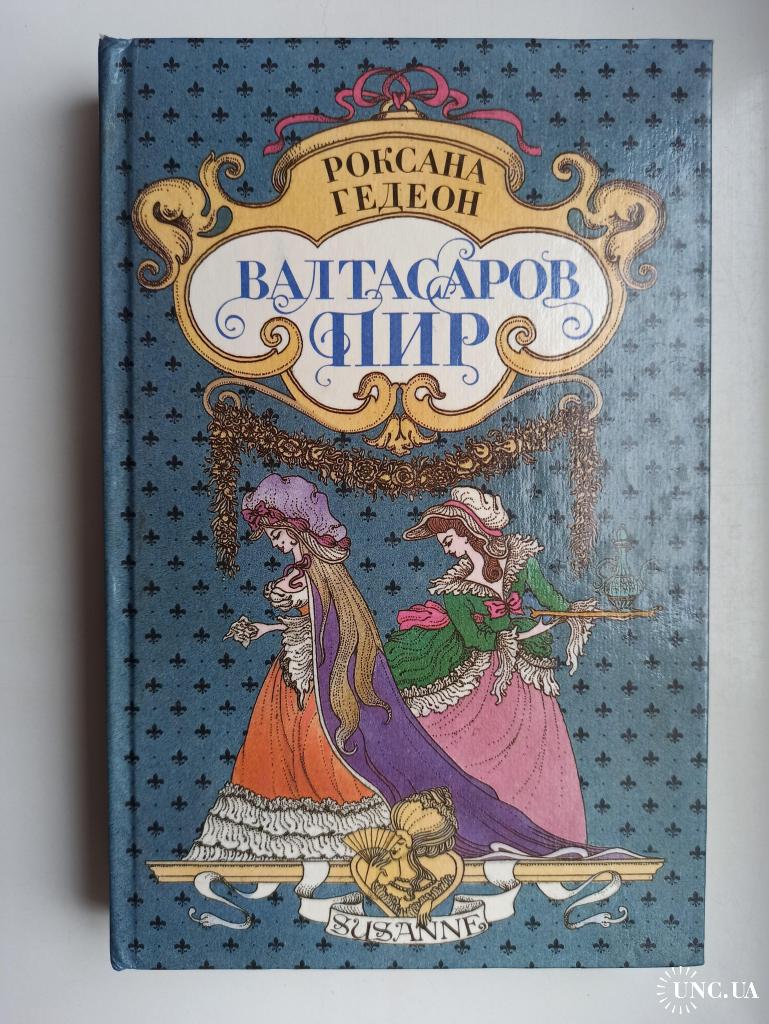 РОКСАНА
ГЕДЕОН
ВАЛТАСАРОВ
ПИР
SUSANNE
UNC.UA